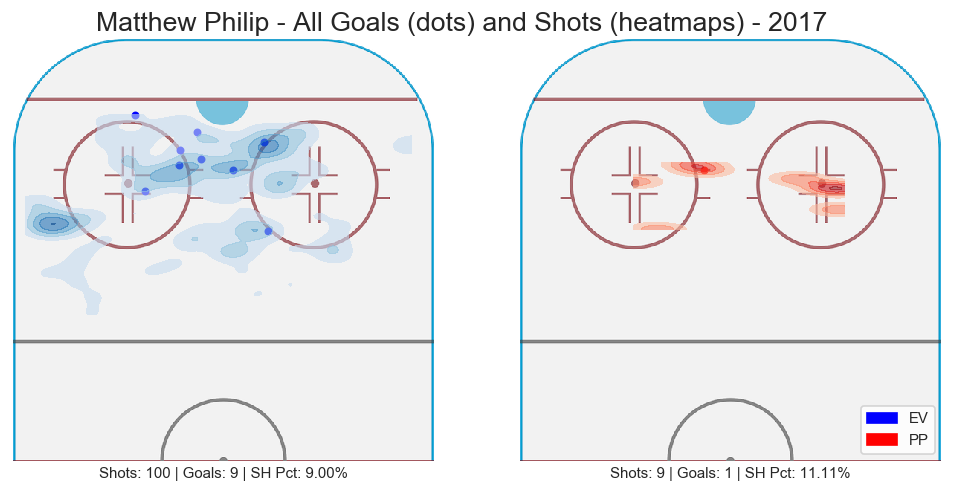 Matthew Philip - All Goals (dots) and Shots (heatmaps) - 2017
EV
PP
Shots: 100 | Goals: 9 | SH Pct: 9.00%
Shots: 9 | Goals: 1 | SH Pct: 11.11%